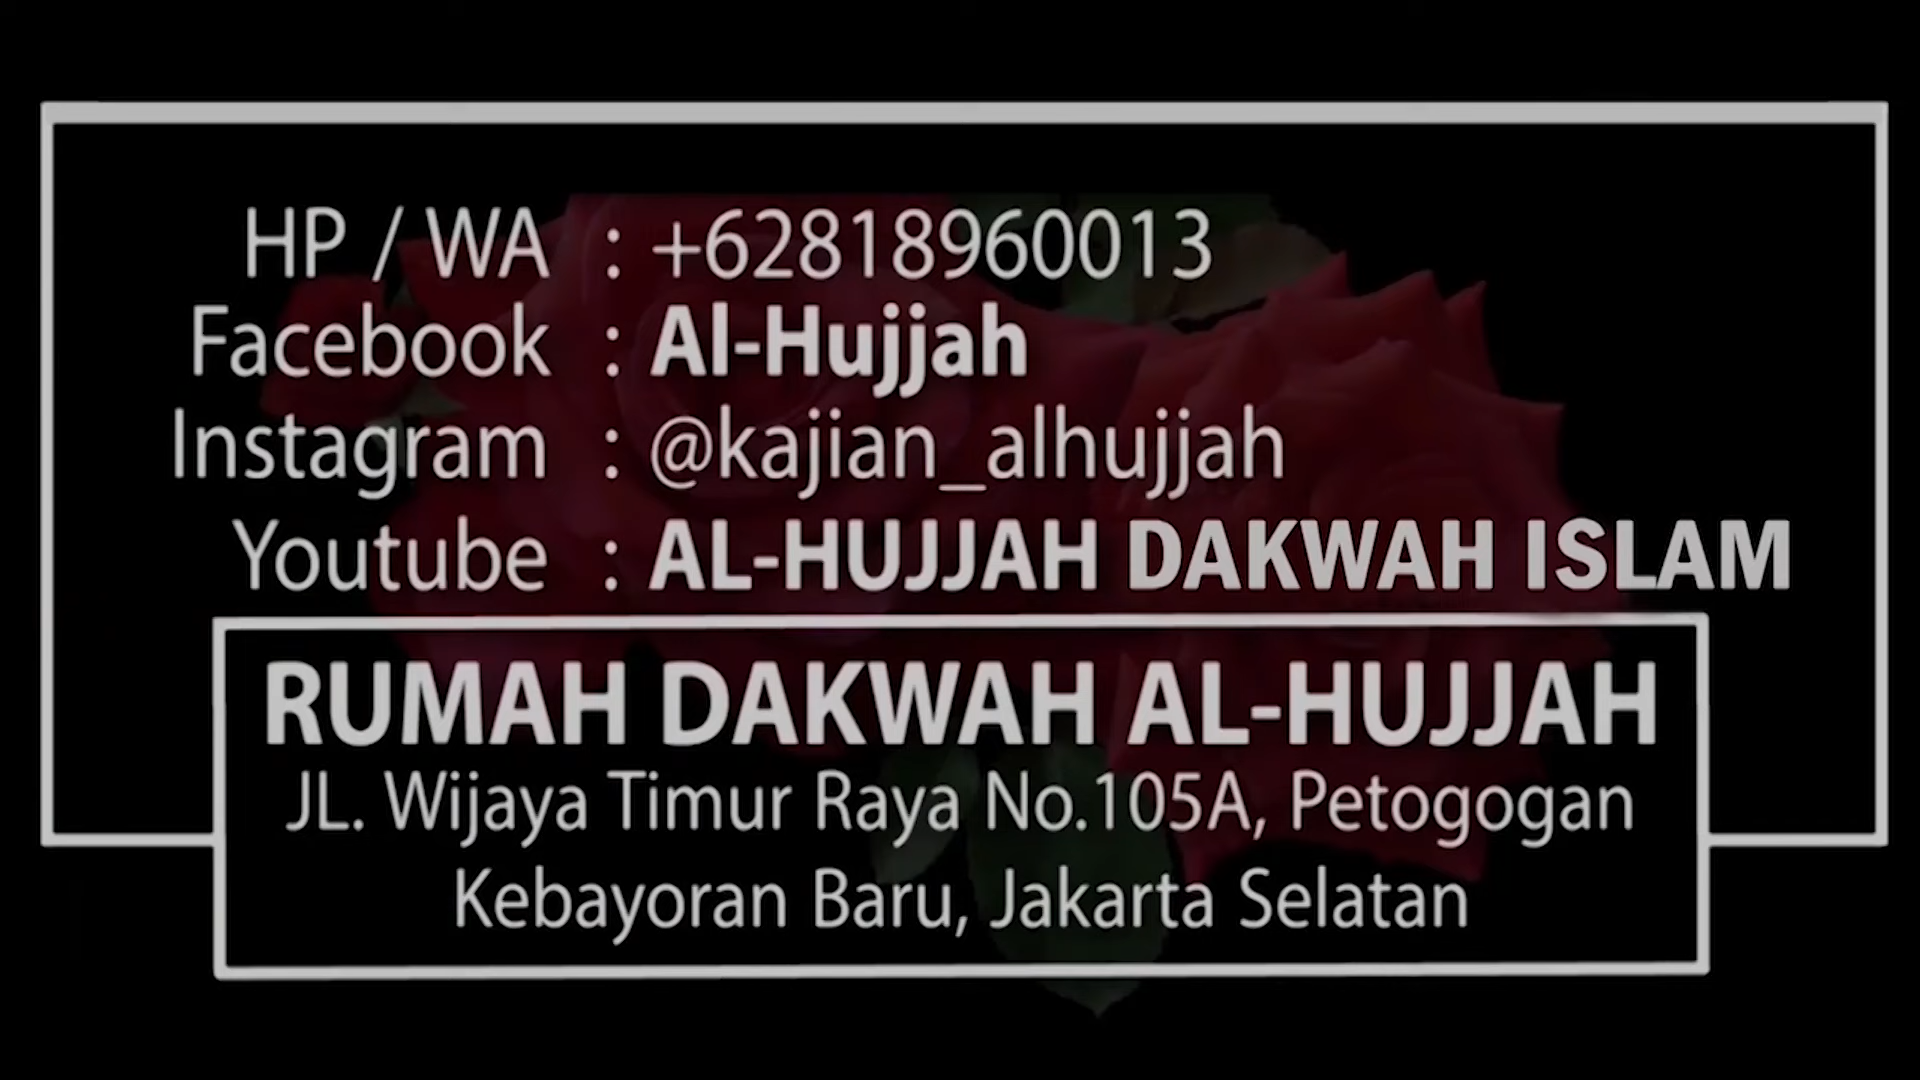 HP / WA : +62818960013
Facebook : Al-Hujjah
Instagram : @kajian_alhujjah
Youtube : AL-HUJJAH DAKWAH ISLAM
RUMAH DAKWAH AL-HUJJAH
JL. Wijaya Timur Raya No.105A, Petogogan
Kebayoran Baru, Jakarta Selatan